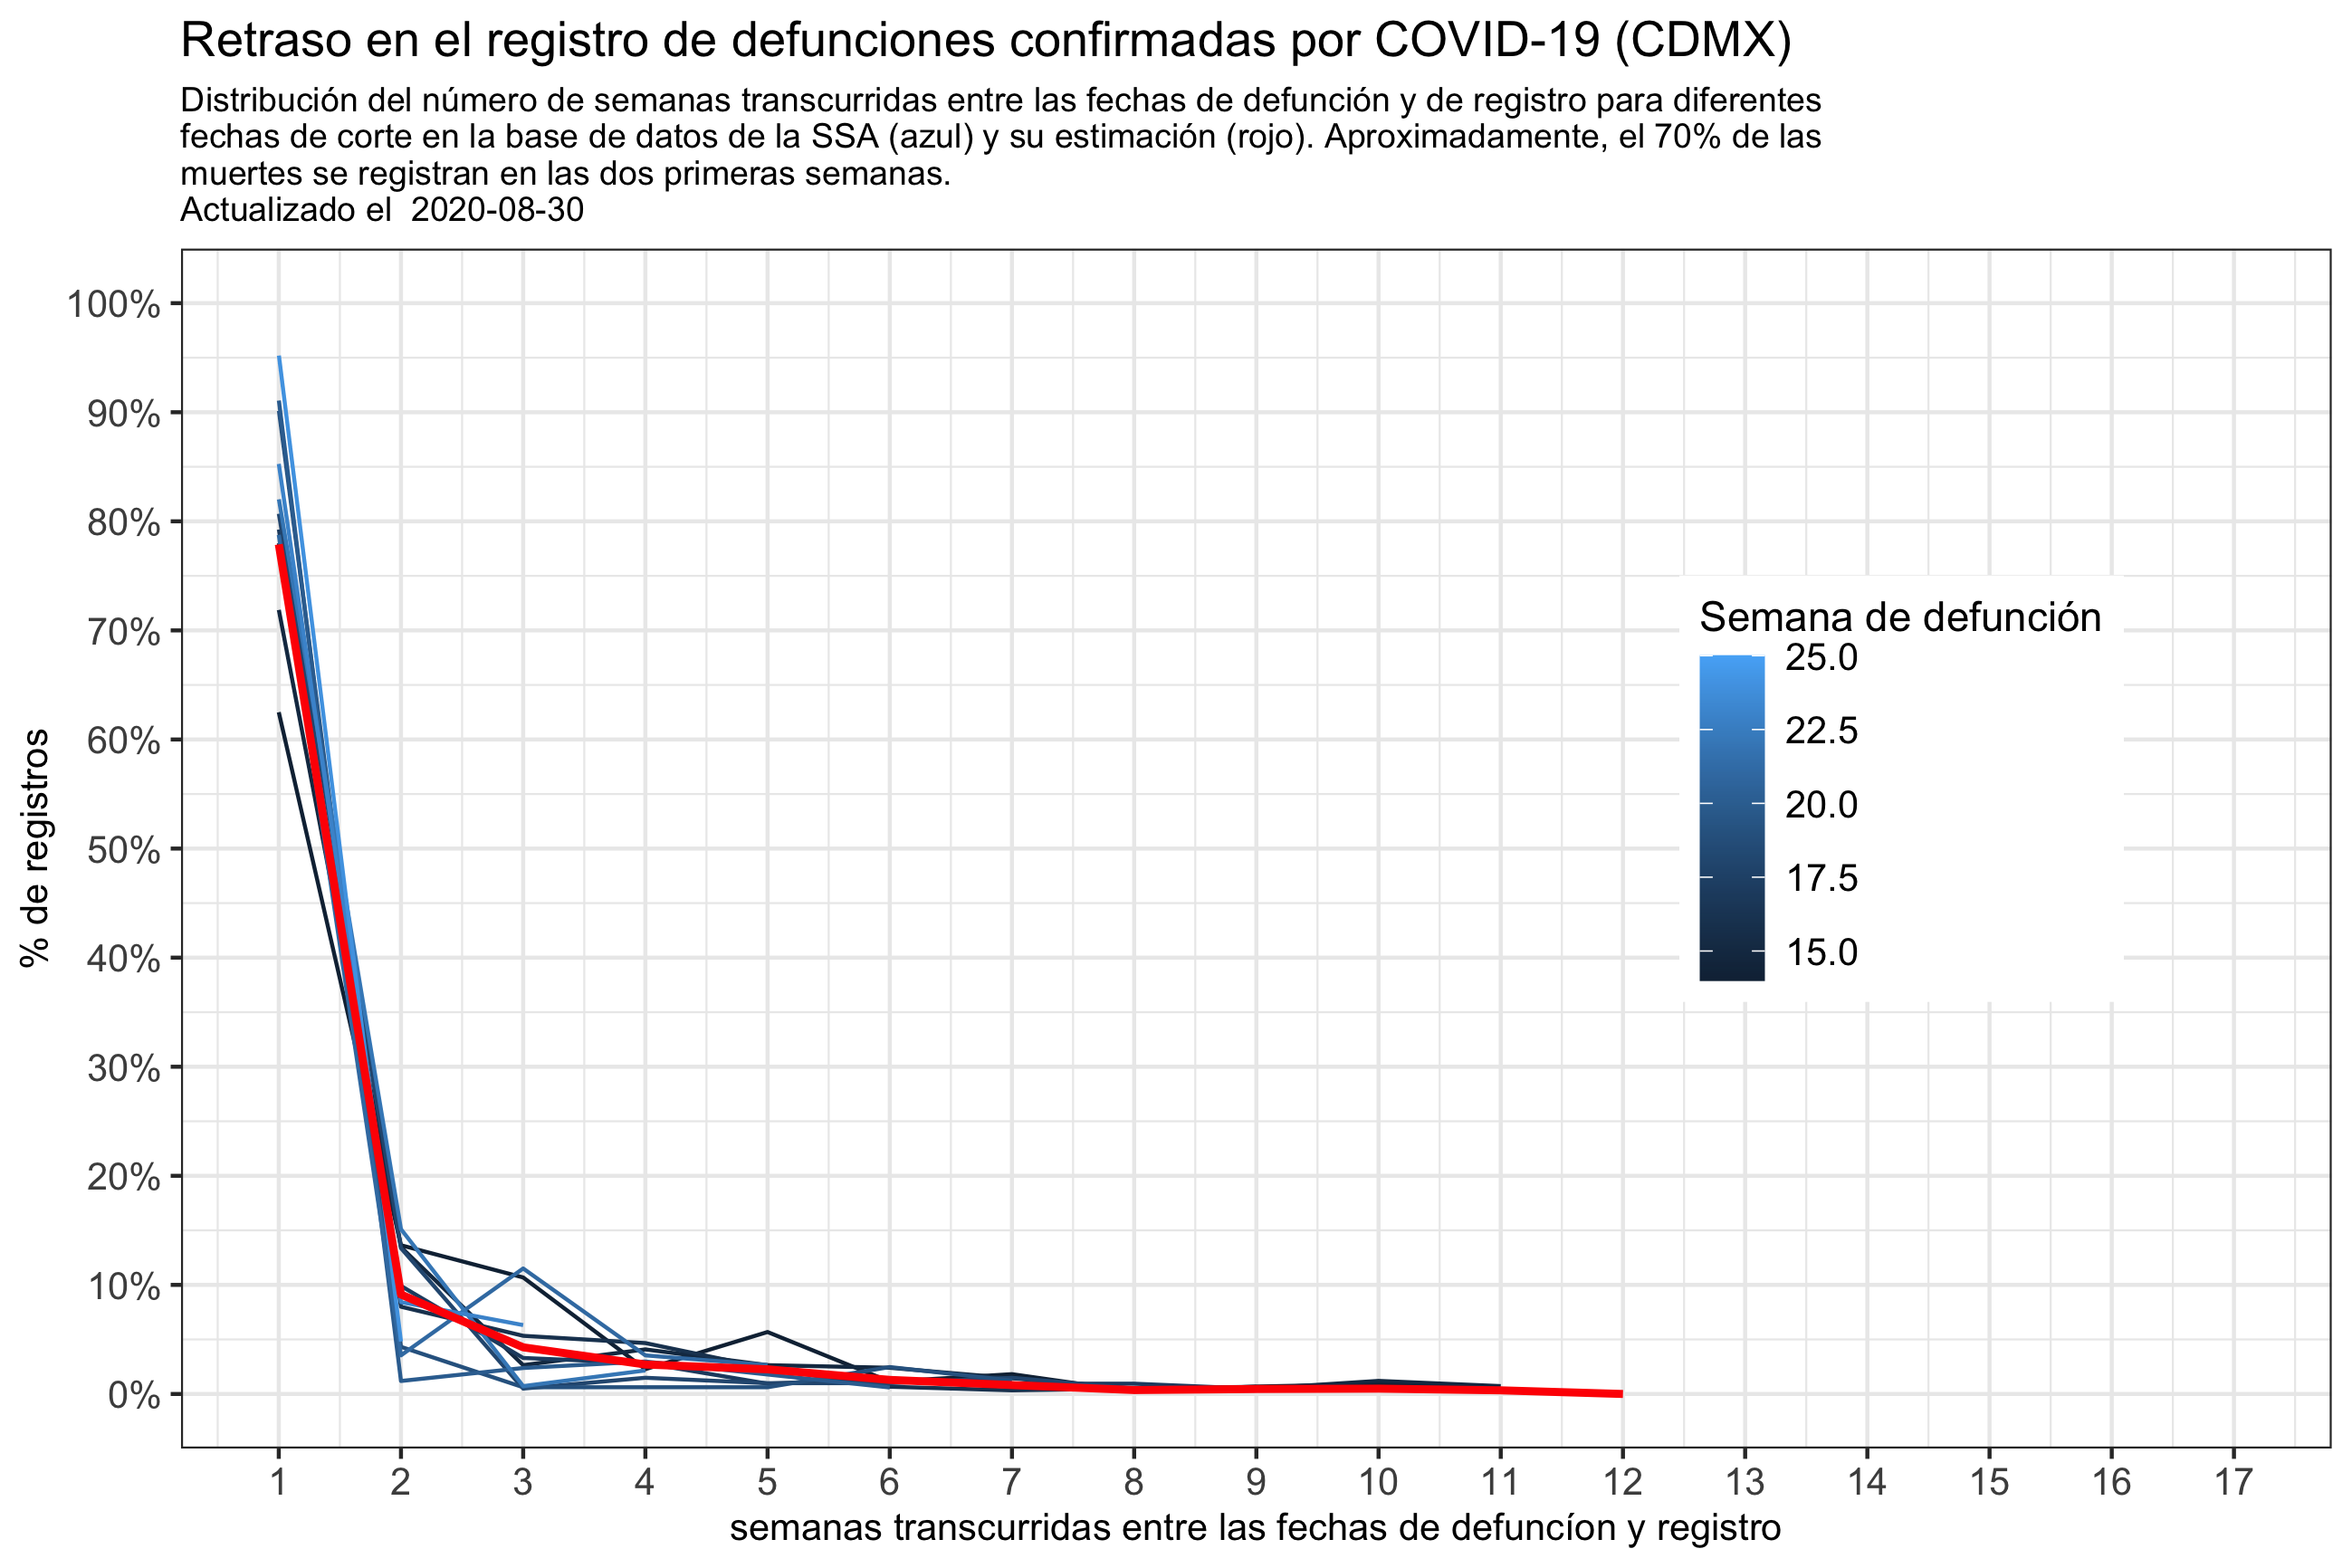 Retraso en el registro de defunciones confirmadas por COVID-19 (CDMX)
Distribución del número de semanas transcurridas entre las fechas de defunción y de registro para diferentes
fechas de corte en la base de datos de la SSA (azul) y su estimación (rojo). Aproximadamente, el 70% de las
muertes se registran en las dos primeras semanas.
Actualizado el  2020-08-30
100%
90%
80%
70%
60%
50%
40%
30%
20%
10%
0%
% de registros
Semana de defunción
25.0
22.5
20.0
17.5
15.0
1 2 3 4 5 6 7 8 9 10 11 12 13 14 15 16 17
semanas transcurridas entre las fechas de defuncíon y registro